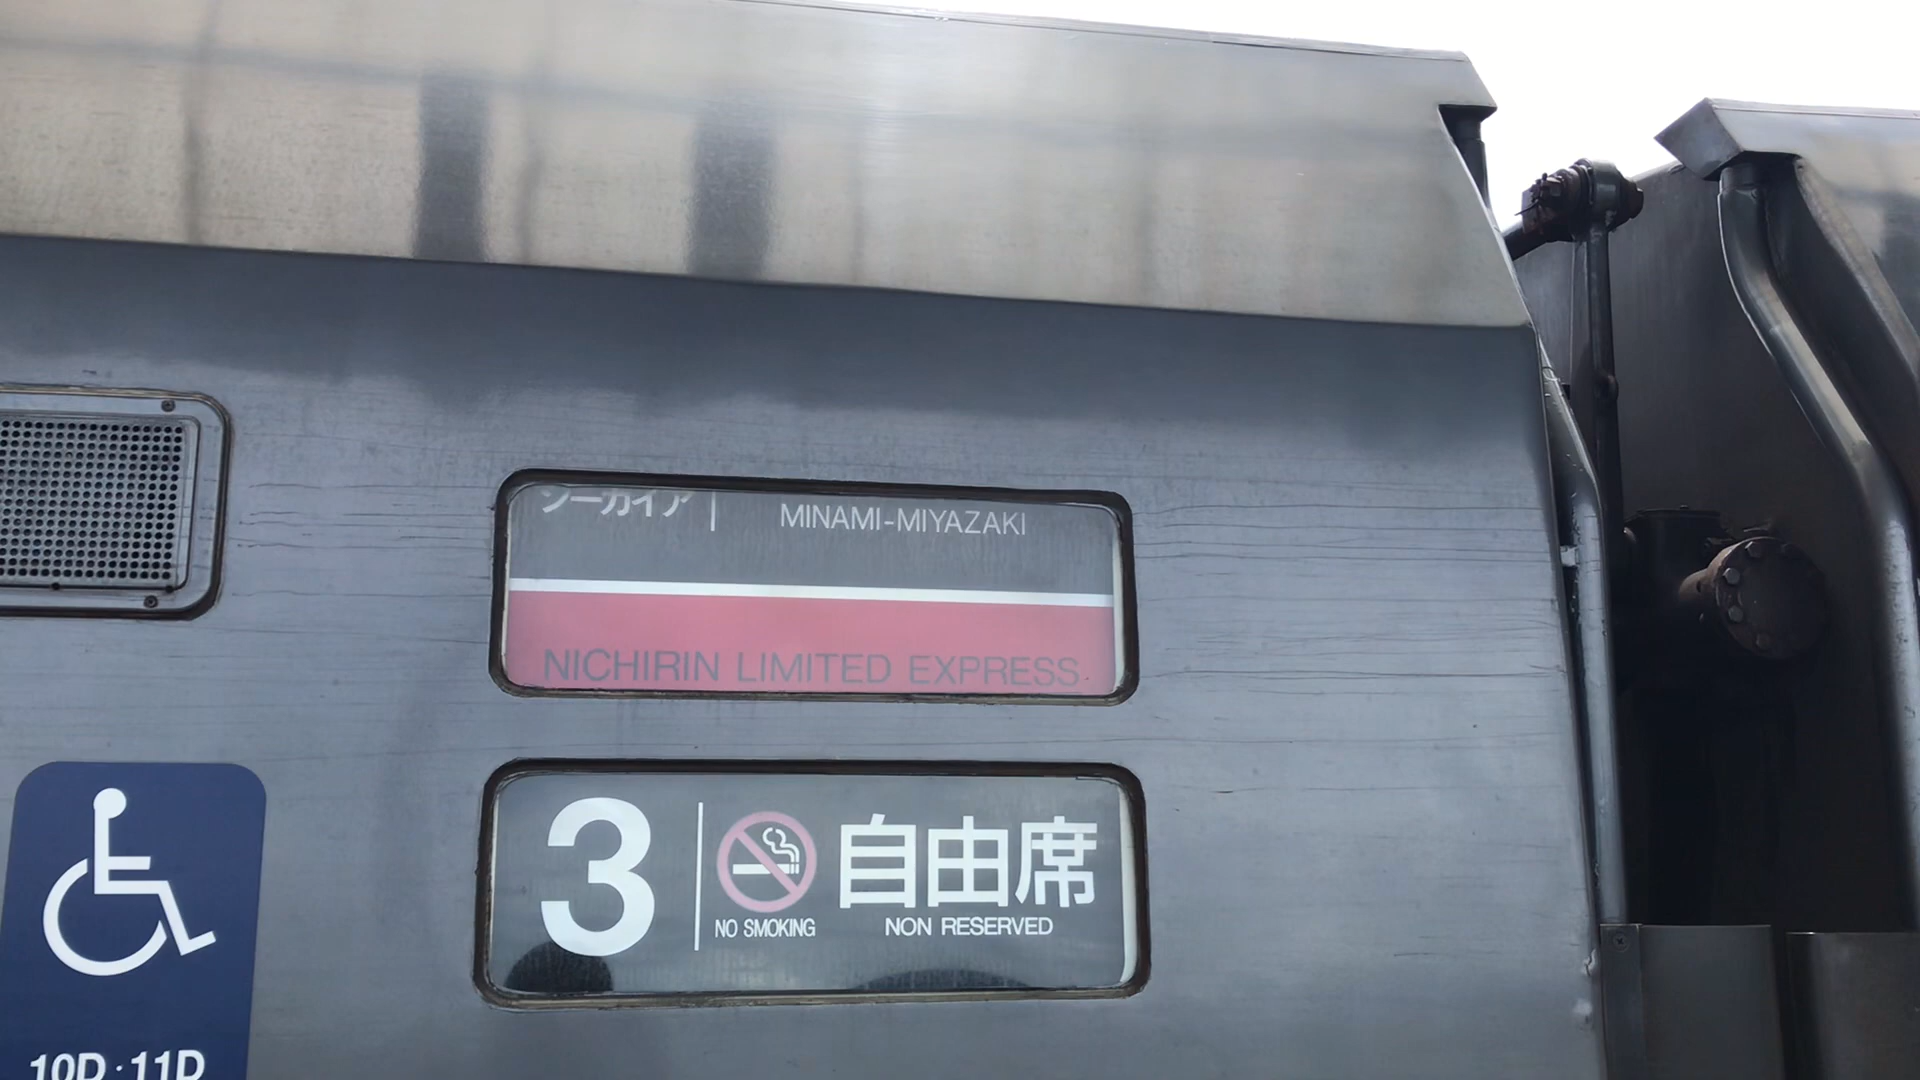 シーガイア MINAMI-MIYAZAKI
NICHIRIN LIMITED EXPRESS
3 自由席
NO SMOKING NON RESERVED
10D・11D